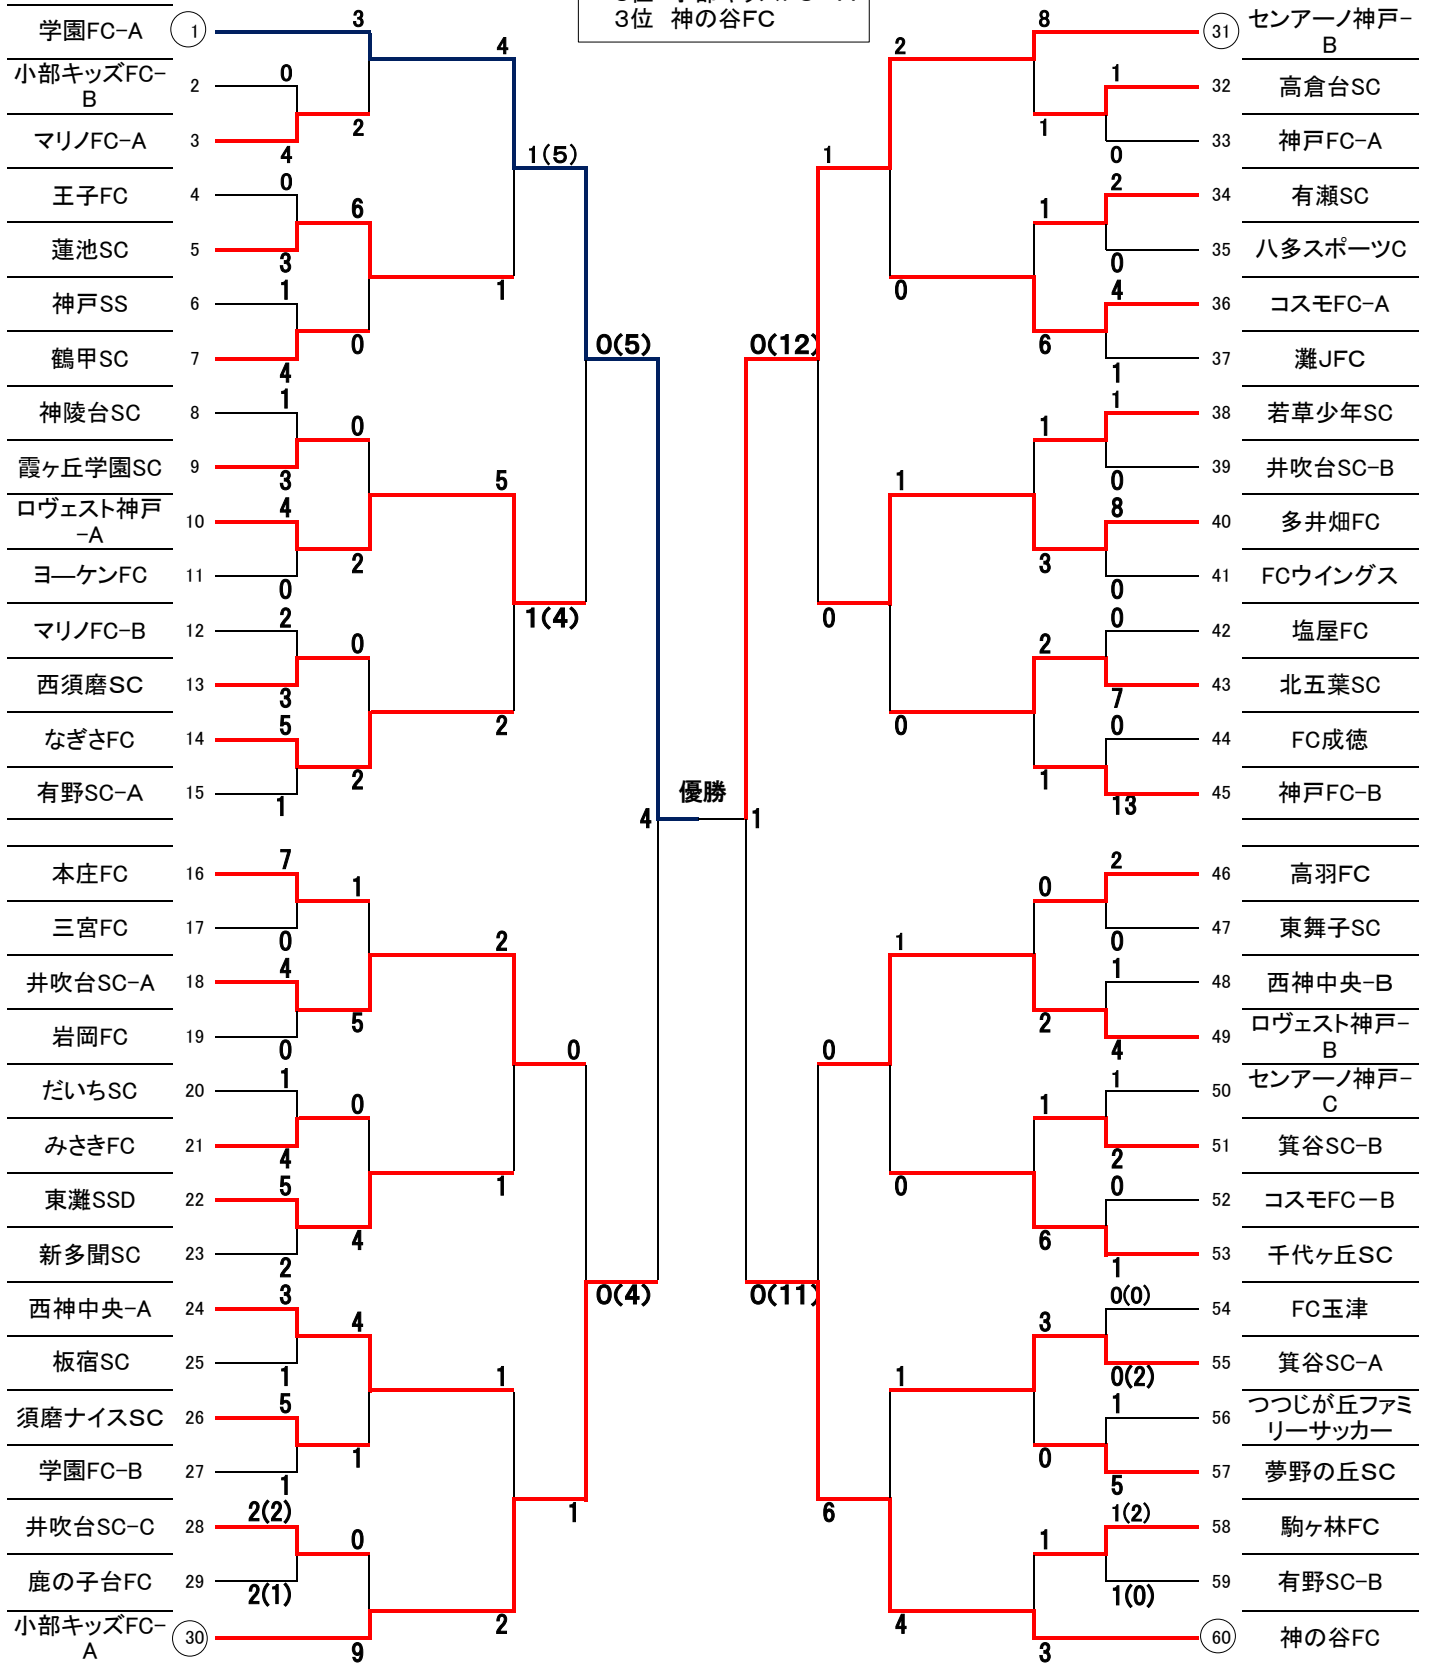 3位 神の谷FC
学園FC-A 1
小部キッズFC-
B
2
マリノFC-A 3
王子FC 4
蓮池SC 5
神戸SS 6
鶴甲SC 7
神陵台SC 8
霞ヶ丘学園SC 9
ロヴェスト神戸
-A
10
ヨーケンFC 11
マリノFC-B 12
西須磨SC 13
なぎさFC 14
有野SC-A 15
本庄FC 16
三宮FC 17
井吹台SC-A 18
岩岡FC 19
だいちSC 20
みさきFC 21
東灘SSD 22
新多聞SC 23
西神中央-A 24
板宿SC 25
須磨ナイスSC 26
学園FC-B 27
井吹台SC-C 28
鹿の子台FC 29
小部キッズFC-
A
30
3
0
2
4
0
6
3
1
0
4
1
0
3
4
2
0
2
0
3
5
2
1
7
1
0
4
5
0
1
0
4
5
4
2
3
4
1
5
1
1
2(2)
0
2(1)
9
4
1
5
2
2
1
1
2
1(5)
1(4)
0
1
0(5)
0(4)
4
優勝
1
0(12)
0(11)
1
0
0
6
2
0
1
0
1
0
1
4
8
1
1
0
2
1
0
4
6
1
1
1
0
8
3
0
0
2
7
0
1
13
2
0
0
1
2
4
1
1
2
0
6
1
0(0)
3
0(2)
1
0
5
1(2)
1
1(0)
3
31 センアーノ神戸-
B
32 高倉台SC
33 神戸FC-A
34 有瀬SC
35 八多スポーツC
36 コスモFC-A
37 灘JFC
38 若草少年SC
39 井吹台SC-B
40 多井畑FC
41 FCウイングス
42 塩屋FC
43 北五葉SC
44 FC成徳
45 神戸FC-B
46 高羽FC
47 東舞子SC
48 西神中央-B
49 ロヴェスト神戸-
B
50 センアーノ神戸-
C
51 箕谷SC-B
52 コスモFC－B
53 千代ヶ丘SC
54 FC玉津
55 箕谷SC-A
56 つつじが丘ファミ
リーサッカー
57 夢野の丘SC
58 駒ヶ林FC
59 有野SC-B
60 神の谷FC